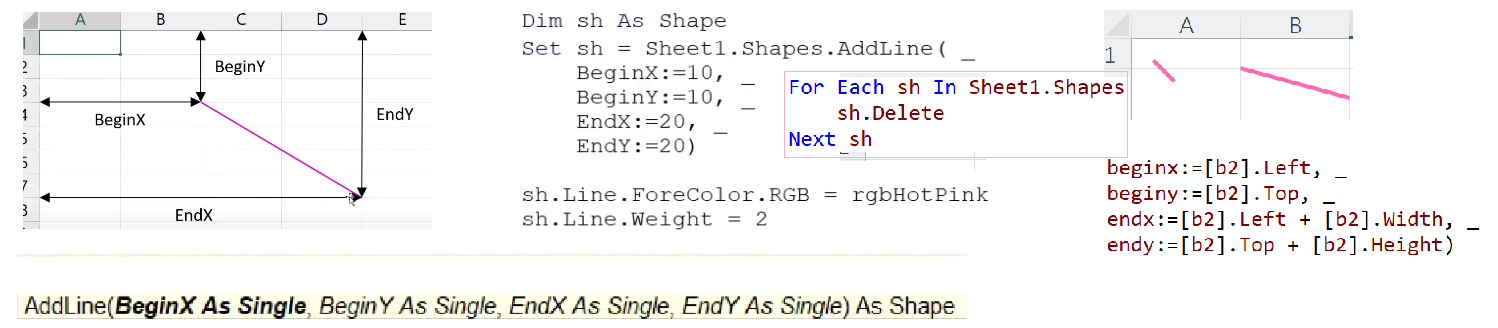 A B C D E
1
2
3
4
5
6
7
8
BeginY
BeginX
EndY
EndX
Dim sh As Shape
Set sh = Sheet1.Shapes.AddLine( _
BeginX:=10, _
BeginY:=10, _
EndX:=20, _
EndY:=20)
sh.Line.ForeColor.RGB = rgbHotPink
sh.Line.Weight = 2
For Each sh In Sheet1.Shapes
sh.Delete
Next sh
A B
1
beginx:=[b2].Left, _
beginy:=[b2].Top, _
endx:=[b2].Left + [b2].Width, _
endy:=[b2].Top + [b2].Height)
AddLine(BeginX As Single, BeginY As Single, EndX As Single, EndY As Single) As Shape